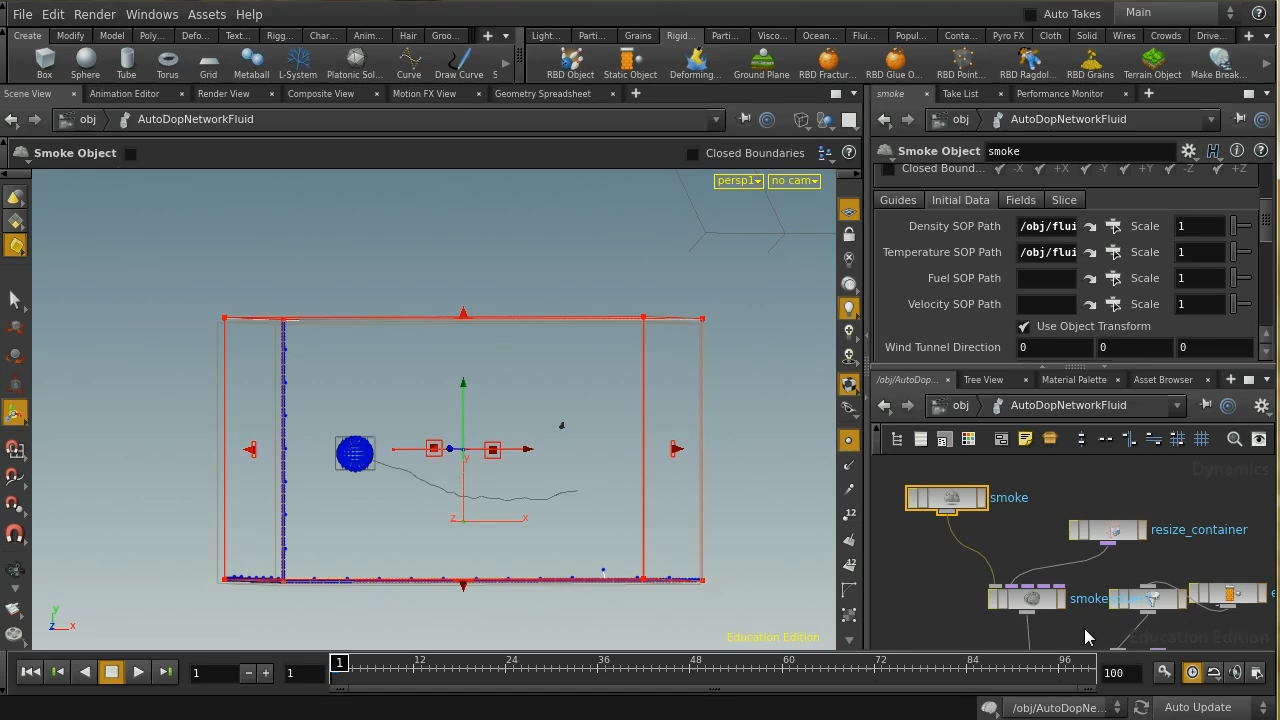 File Edit Render Windows Assets Help
Auto Takes Main
Create Modify Model Poly... Defo... Text... Rigg... Char... Anim... Hair Groo...
Light... Parti... Grains Rigid... Parti... Visco... Ocean... Flui... Popul... Conta... Pyro FX Cloth Solid Wires Crowds Drive...
Box Sphere Tube Torus Grid Metaball L-System Platonic Sol... Curve Draw Curve S
RBD Object Static Object Deforming... Ground Plane RBD Fractur... RBD Glue O... RBD Point... RBD Ragdol... RBD Grains Terrain Object Make Break...
Scene View Animation Editor Render View Composite View Motion FX View Geometry Spreadsheet
smoke Take List Performance Monitor
obj AutoDopNetworkFluid
obj AutoDopNetworkFluid
Smoke Object Closed Boundaries
Smoke Object smoke
Closed Bound... -X +X -Y +Y -Z +Z
persp1 no cam
Guides Initial Data Fields Slice
Density SOP Path /obj/flui Scale 1
Temperature SOP Path /obj/flui Scale 1
Fuel SOP Path Scale 1
Velocity SOP Path Scale 1
Use Object Transform
Wind Tunnel Direction 0 0 0
/obj/AutoDop... Tree View Material Palette Asset Browser
obj AutoDopNetworkFluid
Dynamics
smoke
resize_container
Education Edition
y
z x
y
z x
Education Edition
12
12
1 1
1 12 24 36 48 60 72 84 96
100
/obj/AutoDopNe... Auto Update